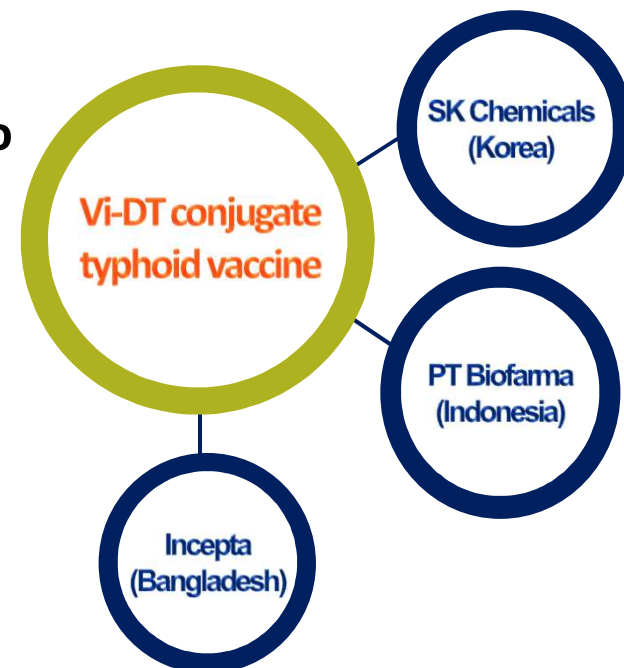 SK Chemicals
(Korea)
Vi-DT conjugate
typhoid vaccine
PT Biofarma
(Indonesia)
Incepta
(Bangladesh)